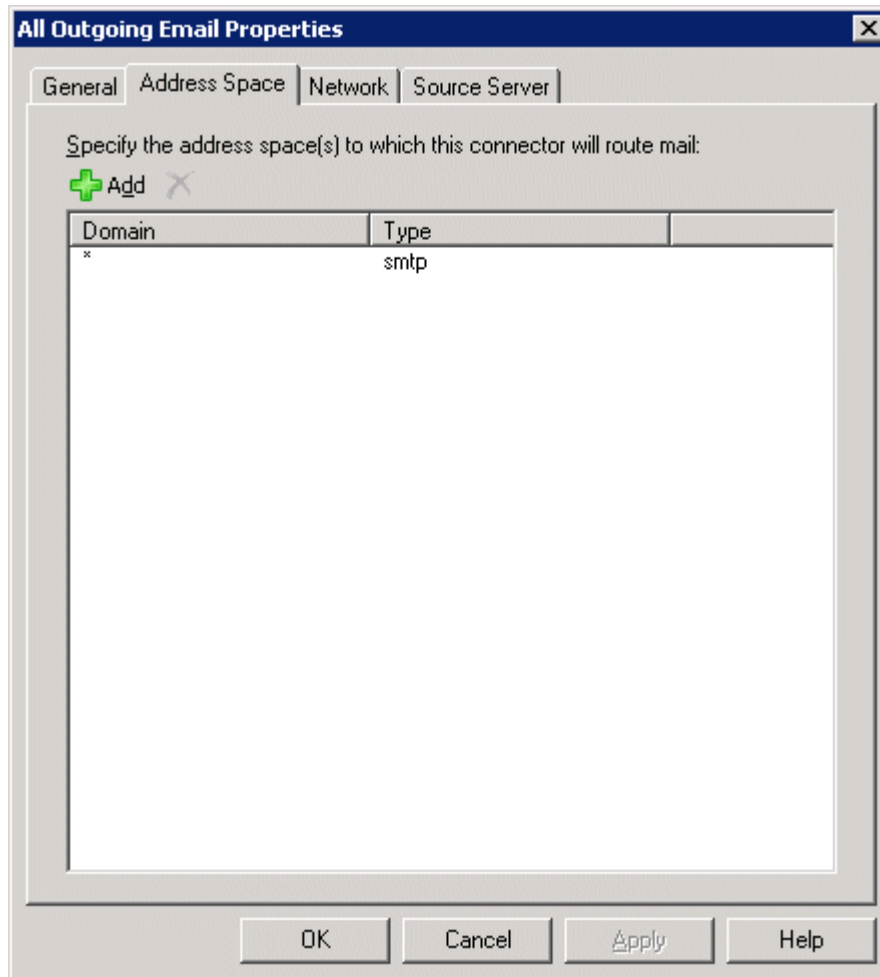 All Outgoing Email Properties
General Address Space Network Source Server
Specify the address space(s) to which this connector will route mail:
Add
Domain Type
* smtp
OK Cancel Apply Help